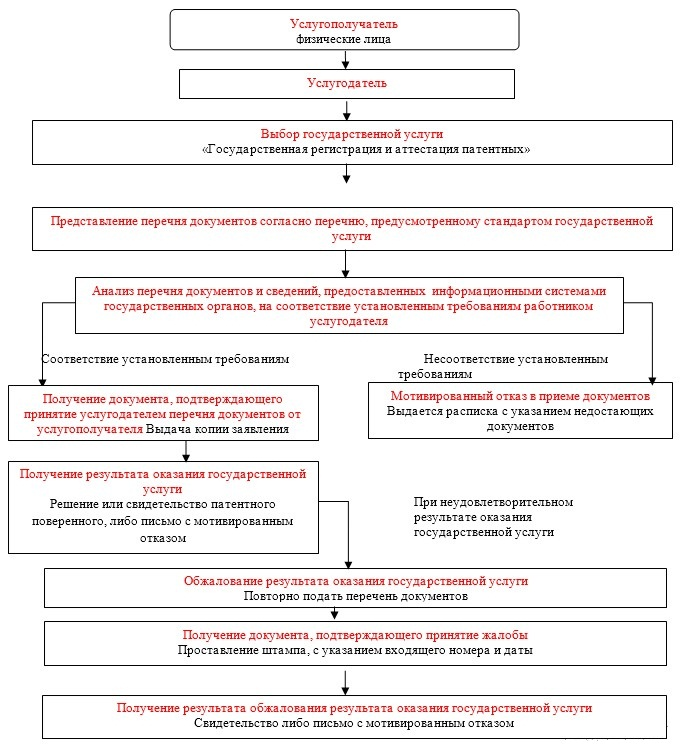 Услугополучатель
физические лица
Услугодатель
Выбор государственной услуги
«Государственная регистрация и аттестация патентных»
Представление перечня документов согласно перечню, предусмотренному стандартом государственной
услуги
Анализ перечня документов и сведений, предоставленных информационными системами
государственных органов, на соответствие установленным требованиям работником
услугодателя
Соответствие установленным требованиям
Несоответствие установленным
требованиям
Получение документа, подтверждающего
принятие услугодателем перечня документов от
услугополучателя Выдача копии заявления
Мотивированный отказ в приеме документов
Выдается расписка с указанием недостающих
документов
Получение результата оказания государственной
услуги
Решение или свидетельство патентного
поверенного, либо письмо с мотивированным
отказом
При неудовлетворительном
результате оказания
государственной услуги
Обжалование результата оказания государственной услуги
Повторно подать перечень документов
Получение документа, подтверждающего принятие жалобы
Проставление штампа, с указанием входящего номера и даты
Получение результата обжалования результата оказания государственной услуги
Свидетельство либо письмо с мотивированным отказом